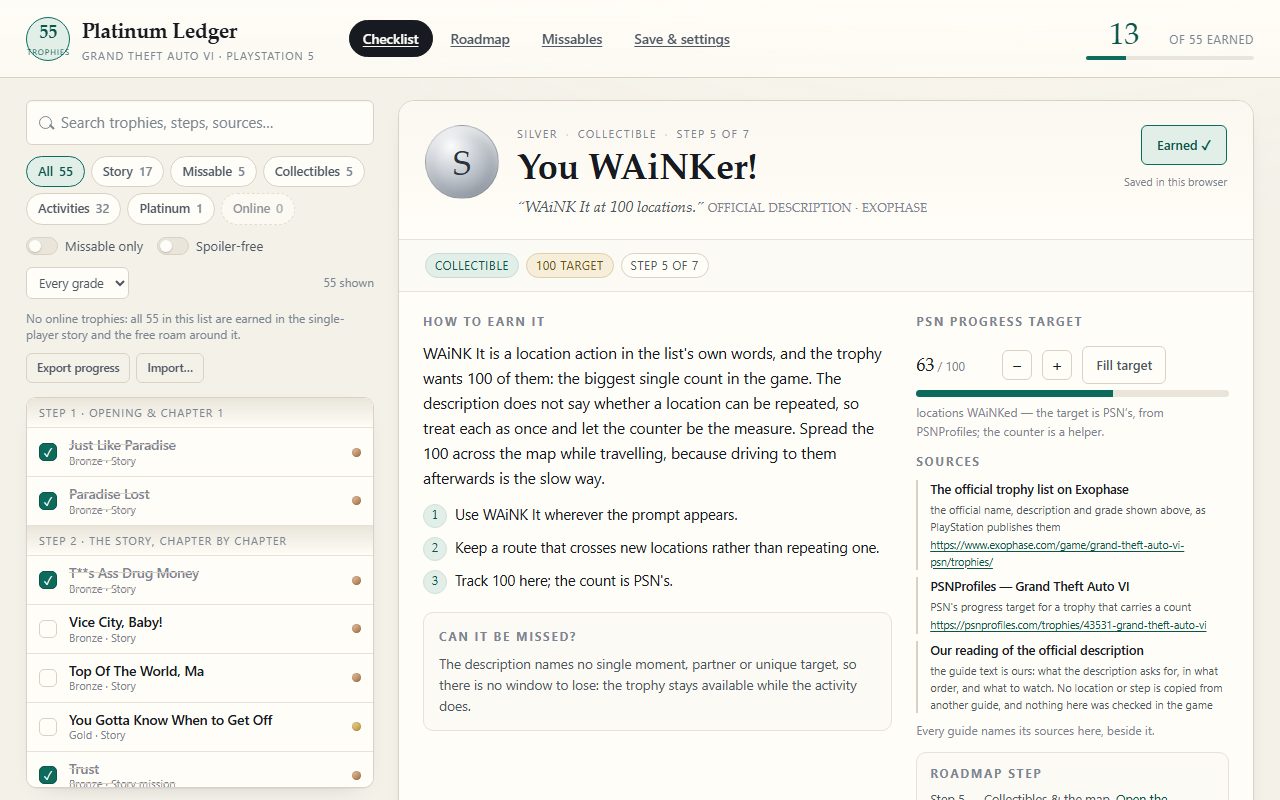 55
TROPHIES
Platinum Ledger
GRAND THEFT AUTO VI · PLAYSTATION 5
Checklist
Roadmap
Missables
Save & settings
13
OF 55 EARNED
Search trophies, steps, sources...
All 55
Story 17
Missable 5
Collectibles 5
Activities 32
Platinum 1
Online 0
Missable only
Spoiler-free
Every grade
55 shown
No online trophies: all 55 in this list are earned in the single-
player story and the free roam around it.
Export progress
Import...
STEP 1 · OPENING & CHAPTER 1
Just Like Paradise
Bronze · Story
Paradise Lost
Bronze · Story
STEP 2 · THE STORY, CHAPTER BY CHAPTER
T**s Ass Drug Money
Bronze · Story
Vice City, Baby!
Bronze · Story
Top Of The World, Ma
Bronze · Story
You Gotta Know When to Get Off
Gold · Story
Trust
Bronze · Story mission
S
SILVER · COLLECTIBLE · STEP 5 OF 7
You WAiNKer!
“WAiNK It at 100 locations.” OFFICIAL DESCRIPTION · EXOPHASE
Earned ✓
Saved in this browser
COLLECTIBLE
100 TARGET
STEP 5 OF 7
HOW TO EARN IT
WAiNK It is a location action in the list's own words, and the trophy
wants 100 of them: the biggest single count in the game. The
description does not say whether a location can be repeated, so
treat each as once and let the counter be the measure. Spread the
100 across the map while travelling, because driving to them
afterwards is the slow way.
1 Use WAiNK It wherever the prompt appears.
2 Keep a route that crosses new locations rather than repeating one.
3 Track 100 here; the count is PSN's.
CAN IT BE MISSED?
The description names no single moment, partner or unique target, so
there is no window to lose: the trophy stays available while the activity
does.
PSN PROGRESS TARGET
63 / 100
−
+
Fill target
locations WAiNKed — the target is PSN's, from
PSNProfiles; the counter is a helper.
SOURCES
The official trophy list on Exophase
the official name, description and grade shown above, as
PlayStation publishes them
https://www.exophase.com/game/grand-theft-auto-vi-
psn/trophies/
PSNProfiles — Grand Theft Auto VI
PSN's progress target for a trophy that carries a count
https://psnprofiles.com/trophies/43531-grand-theft-auto-vi
Our reading of the official description
the guide text is ours: what the description asks for, in what
order, and what to watch. No location or step is copied from
another guide, and nothing here was checked in the game
Every guide names its sources here, beside it.
ROADMAP STEP
Step 5 — Collectibles & the map. Open the